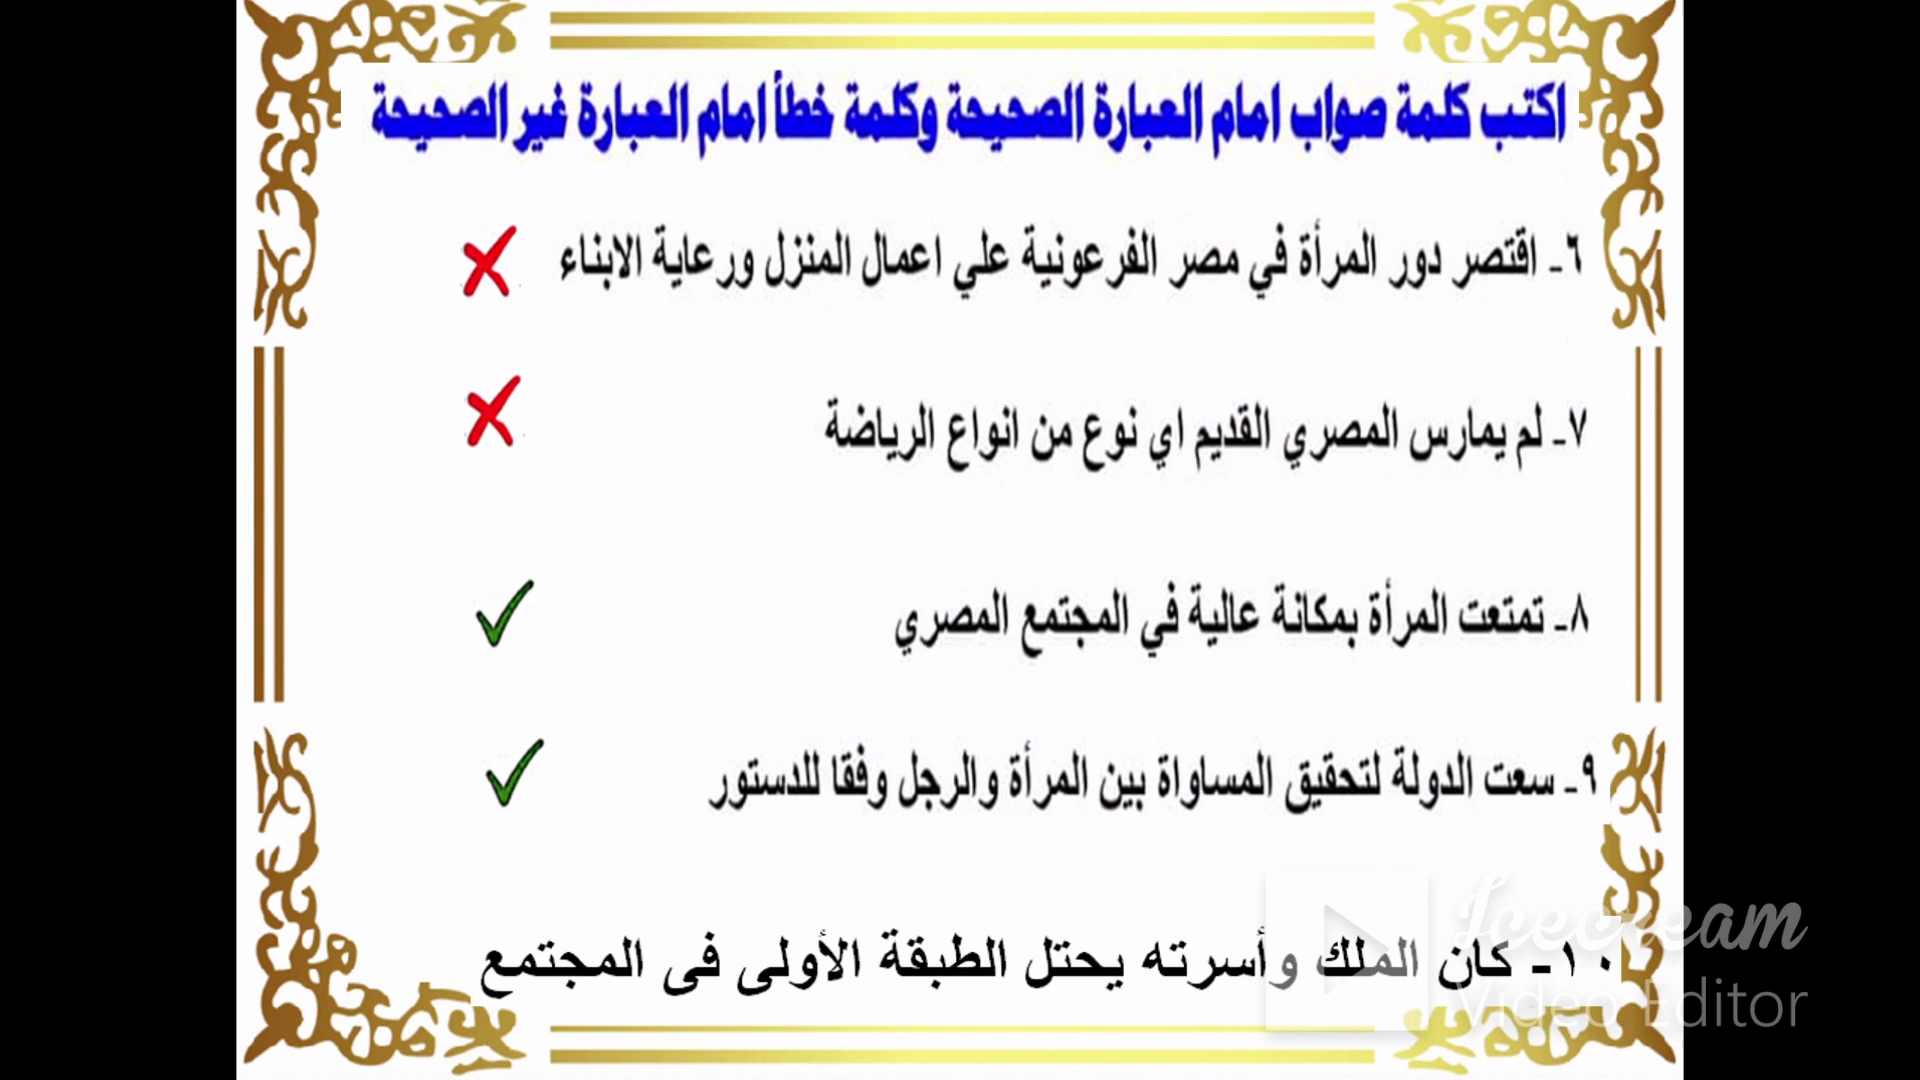 اكتب كلمة صواب امام العبارة الصحيحة وكلمة خطأ امام العبارة غير الصحيحة
٦- اقتصر دور المرأة في مصر الفرعونية علي اعمال المنزل ورعاية الابناء
٧- لم يمارس المصري القديم اي نوع من انواع الرياضة
٨- تمتعت المرأة بمكانة عالية في المجتمع المصري
٩- سعت الدولة لتحقيق المساواة بين المرأة والرجل وفقا للدستور
١٠- كان الملك وأسرته يحتل الطبقة الأولى فى المجتمع
Icecream
Video Editor